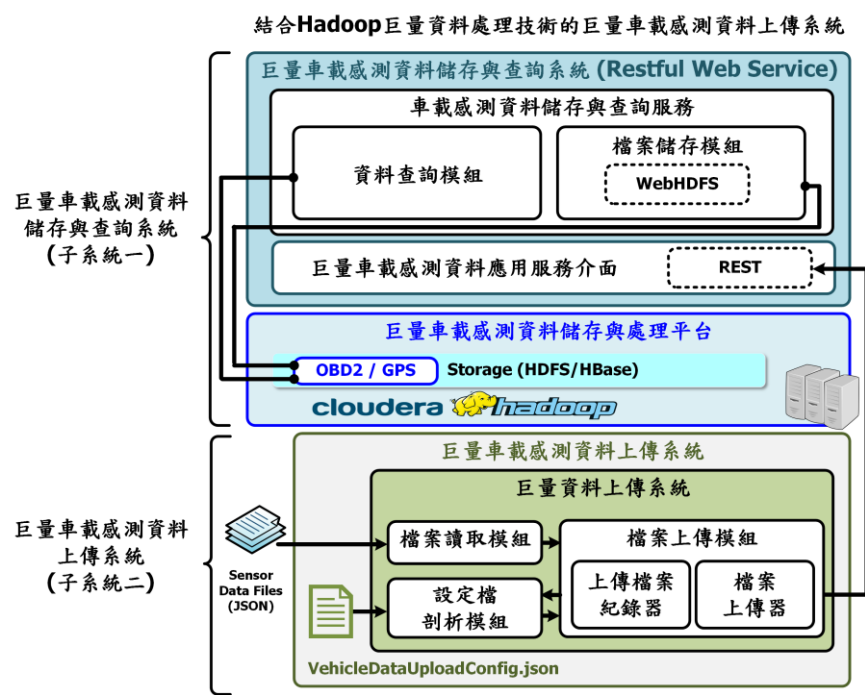 結合Hadoop巨量資料處理技術的巨量車載感測資料上傳系統
巨量車載感測資料儲存與查詢系統 (Restful Web Service)
車載感測資料儲存與查詢服務
資料查詢模組
檔案儲存模組
WebHDFS
巨量車載感測資料
儲存與查詢系統
(子系統一)
巨量車載感測資料應用服務介面
REST
巨量車載感測資料儲存與處理平台
OBD2 / GPS
Storage (HDFS/HBase)
cloudera
hadoop
巨量車載感測資料上傳系統
巨量資料上傳系統
巨量車載感測資料
上傳系統
(子系統二)
檔案讀取模組
檔案上傳模組
Sensor
Data Files
(JSON)
設定檔
剖析模組
上傳檔案
紀錄器
檔案
上傳器
VehicleDataUploadConfig.json